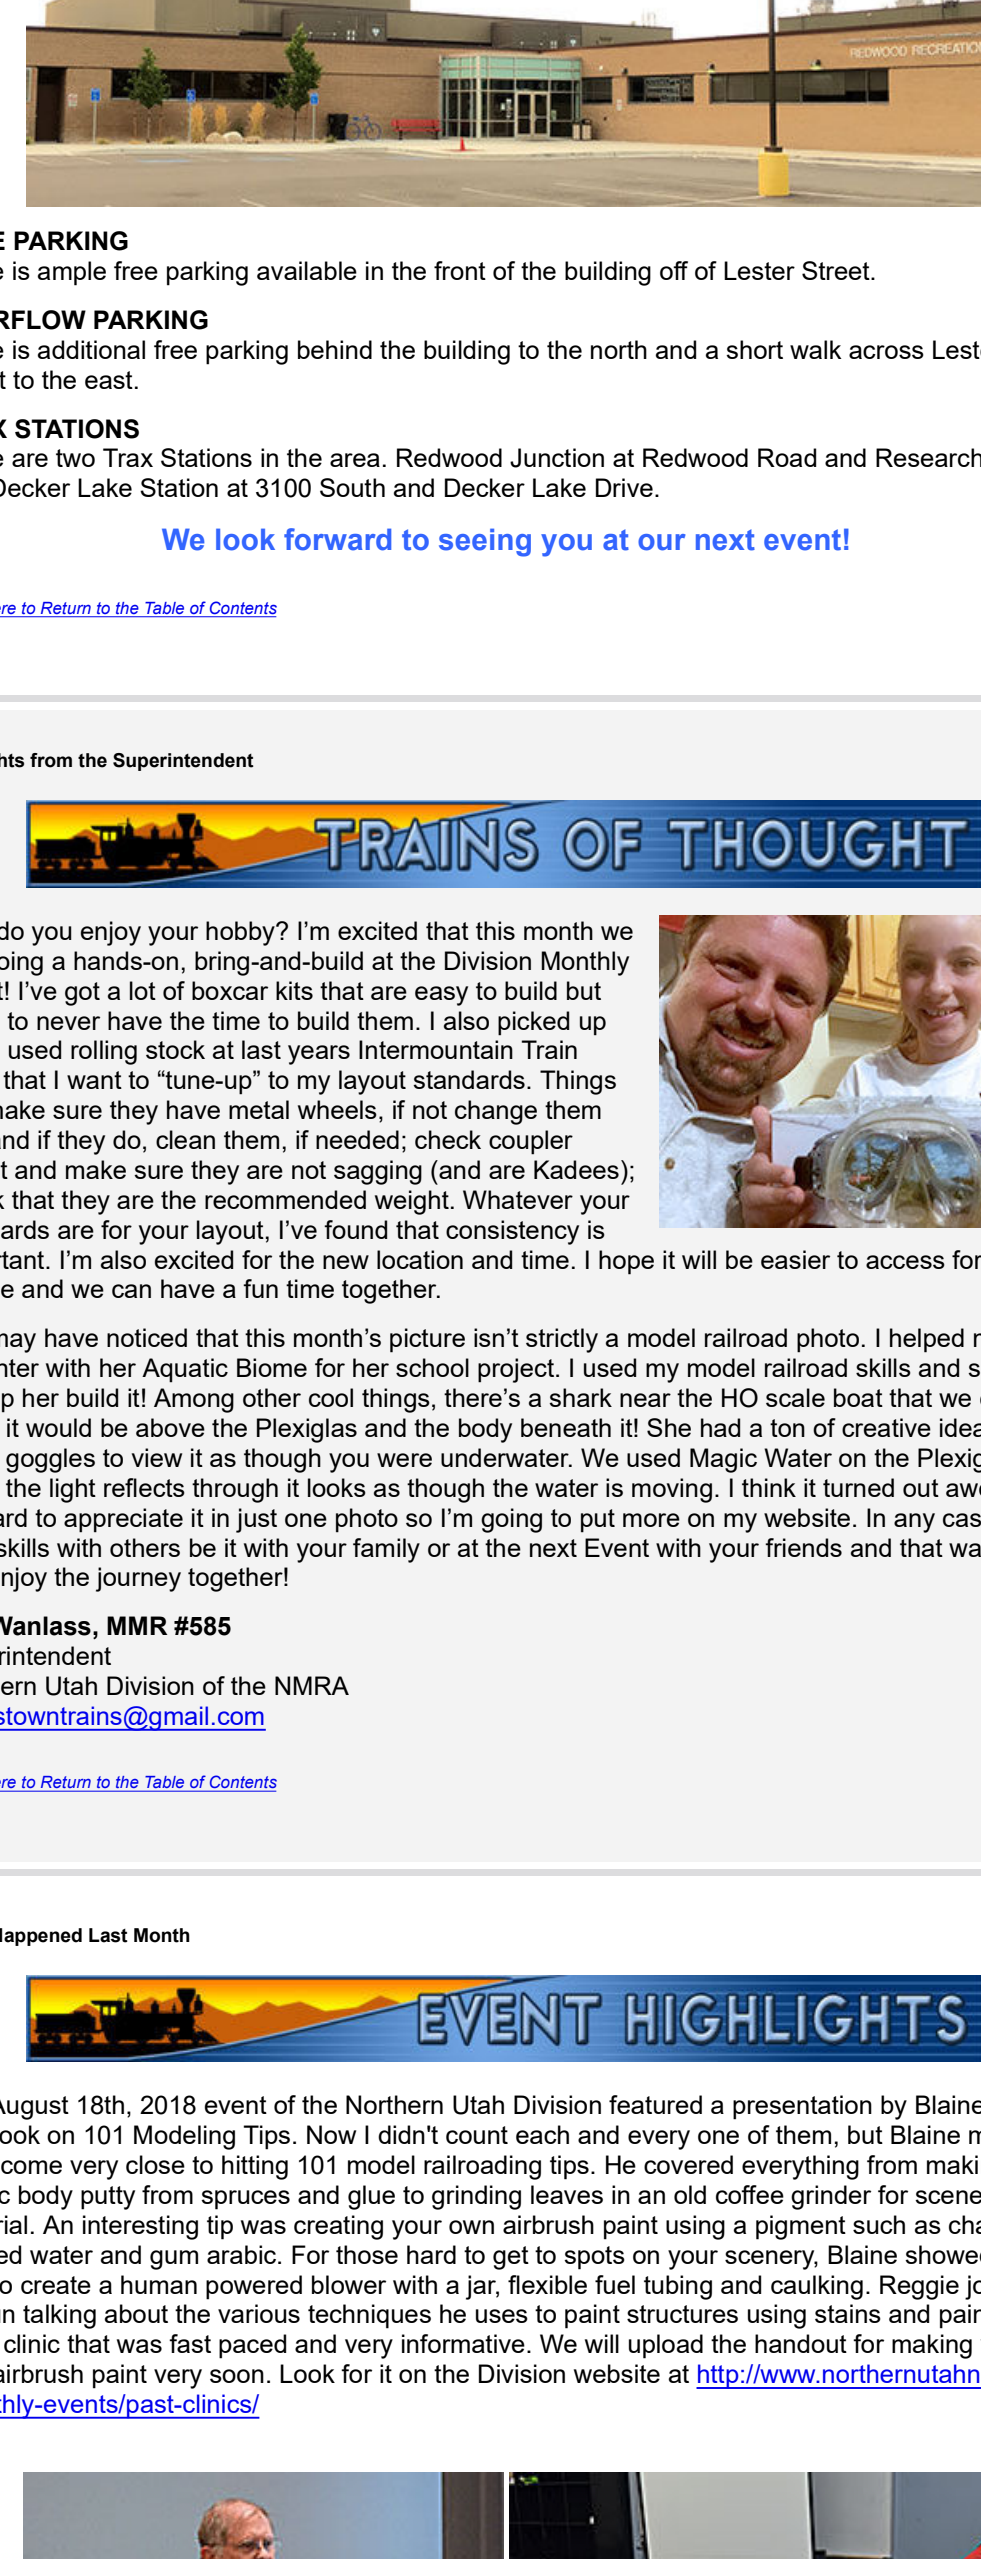 REDWOOD RECREATIO
E PARKING
e is ample free parking available in the front of the building off of Lester Street.
RFLOW PARKING
e is additional free parking behind the building to the north and a short walk across Lest
t to the east.
X STATIONS
e are two Trax Stations in the area. Redwood Junction at Redwood Road and Research
Decker Lake Station at 3100 South and Decker Lake Drive.
We look forward to seeing you at our next event!
re to Return to the Table of Contents
hts from the Superintendent
TRAINS OF THOUGHT
do you enjoy your hobby? I’m excited that this month we
oing a hands-on, bring-and-build at the Division Monthly
t! I’ve got a lot of boxcar kits that are easy to build but
to never have the time to build them. I also picked up
used rolling stock at last years Intermountain Train
that I want to “tune-up” to my layout standards. Things
make sure they have metal wheels, if not change them
and if they do, clean them, if needed; check coupler
t and make sure they are not sagging (and are Kadees);
k that they are the recommended weight. Whatever your
ards are for your layout, I’ve found that consistency is
rtant. I’m also excited for the new location and time. I hope it will be easier to access for
e and we can have a fun time together.
may have noticed that this month’s picture isn’t strictly a model railroad photo. I helped
hter with her Aquatic Biome for her school project. I used my model railroad skills and s
p her build it! Among other cool things, there’s a shark near the HO scale boat that we
it would be above the Plexiglas and the body beneath it! She had a ton of creative idea
goggles to view it as though you were underwater. We used Magic Water on the Plexig
the light reflects through it looks as though the water is moving. I think it turned out aw
ard to appreciate it in just one photo so I’m going to put more on my website. In any cas
skills with others be it with your family or at the next Event with your friends and that wa
njoy the journey together!
Wanlass, MMR #585
rintendent
ern Utah Division of the NMRA
stowntrains@gmail.com
re to Return to the Table of Contents
Happened Last Month
EVENT HIGHLIGHTS
August 18th, 2018 event of the Northern Utah Division featured a presentation by Blaine
ook on 101 Modeling Tips. Now I didn't count each and every one of them, but Blaine m
come very close to hitting 101 model railroading tips. He covered everything from maki
c body putty from spruces and glue to grinding leaves in an old coffee grinder for scene
rial. An interesting tip was creating your own airbrush paint using a pigment such as cha
ed water and gum arabic. For those hard to get to spots on your scenery, Blaine showe
o create a human powered blower with a jar, flexible fuel tubing and caulking. Reggie jo
n talking about the various techniques he uses to paint structures using stains and pain
clinic that was fast paced and very informative. We will upload the handout for making
airbrush paint very soon. Look for it on the Division website at http://www.northernutahn
thly-events/past-clinics/